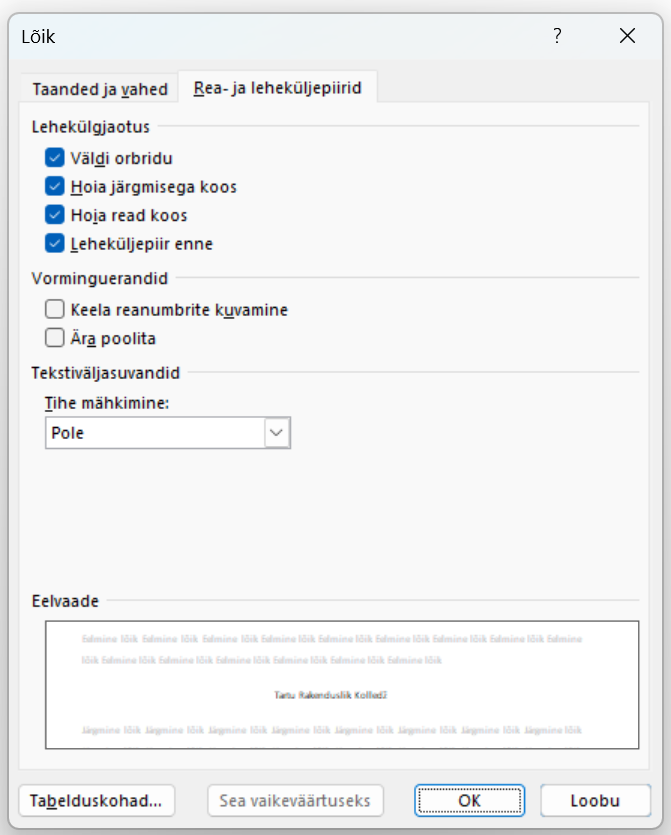 Lõik ?
Taanded ja vahed Rea- ja leheküljepiirid
Lehekülgjaotus
Väldi orbridu
Hoia järgmisega koos
Hoia read koos
Leheküljepiir enne
Vorminguerandid
Keela reanumbrite kuvamine
Ära poolita
Tekstiväljasuvandid
Tihe mähkimine:
Pole
Eelvaade
Eelmine lõik Eelmine lõik Eelmine lõik Eelmine lõik Eelmine lõik Eelmine lõik Eelmine lõik Eelmine lõik Eelmine
lõik Eelmine lõik Eelmine lõik Eelmine lõik Eelmine lõik Eelmine lõik Eelmine lõik
Tartu Rakenduslik Kolledž
Järgmine lõik Järgmine lõik Järgmine lõik Järgmine lõik Järgmine lõik Järgmine lõik Järgmine lõik Järgmine lõik
Tabelduskohad... Sea vaikeväärtuseks OK Loobu